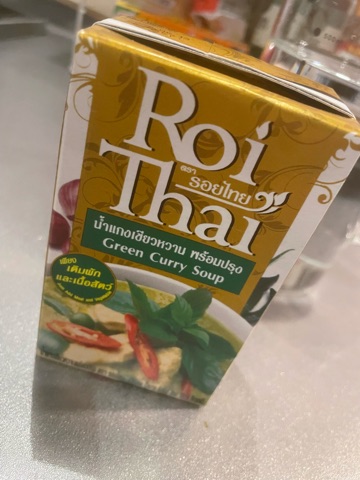 Roi
ตรา
รอยไทย
Thai
น้ำแกงเขียวหวาน พร้อมปรุง
Green Curry Soup
เพียง
เติมผัก
และเนื้อสัตว์